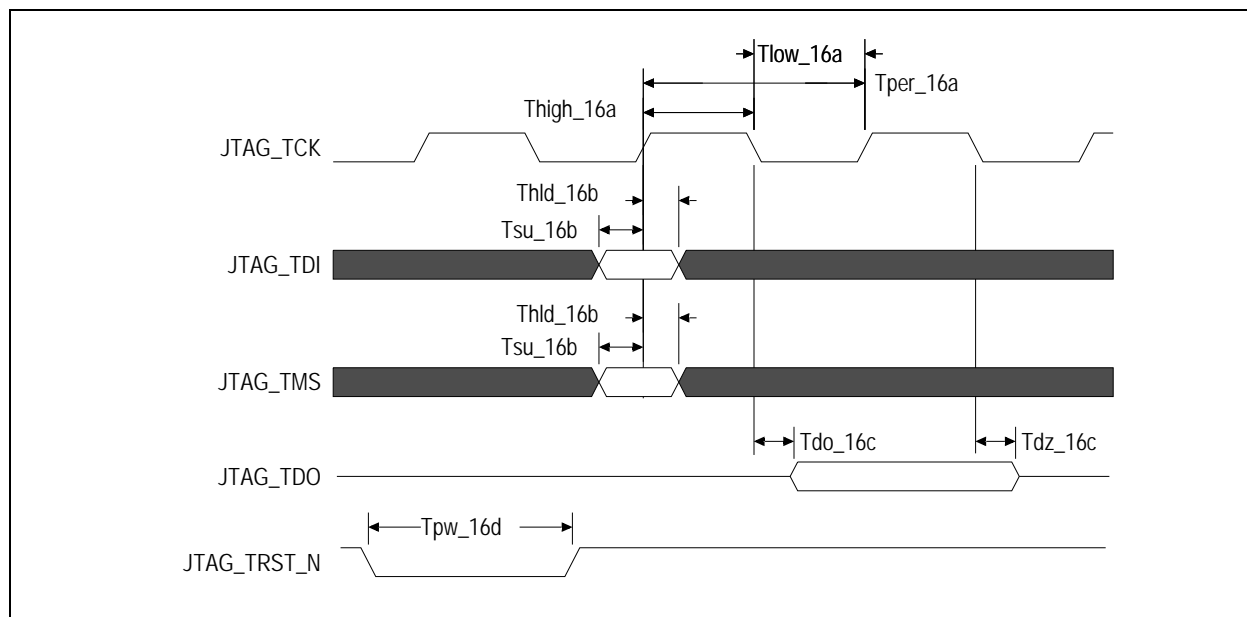 Tlow_16a
Tper_16a
Thigh_16a
JTAG_TCK
Thld_16b
Tsu_16b
JTAG_TDI
Thld_16b
Tsu_16b
JTAG_TMS
Tdo_16c
Tdz_16c
JTAG_TDO
Tpw_16d
JTAG_TRST_N